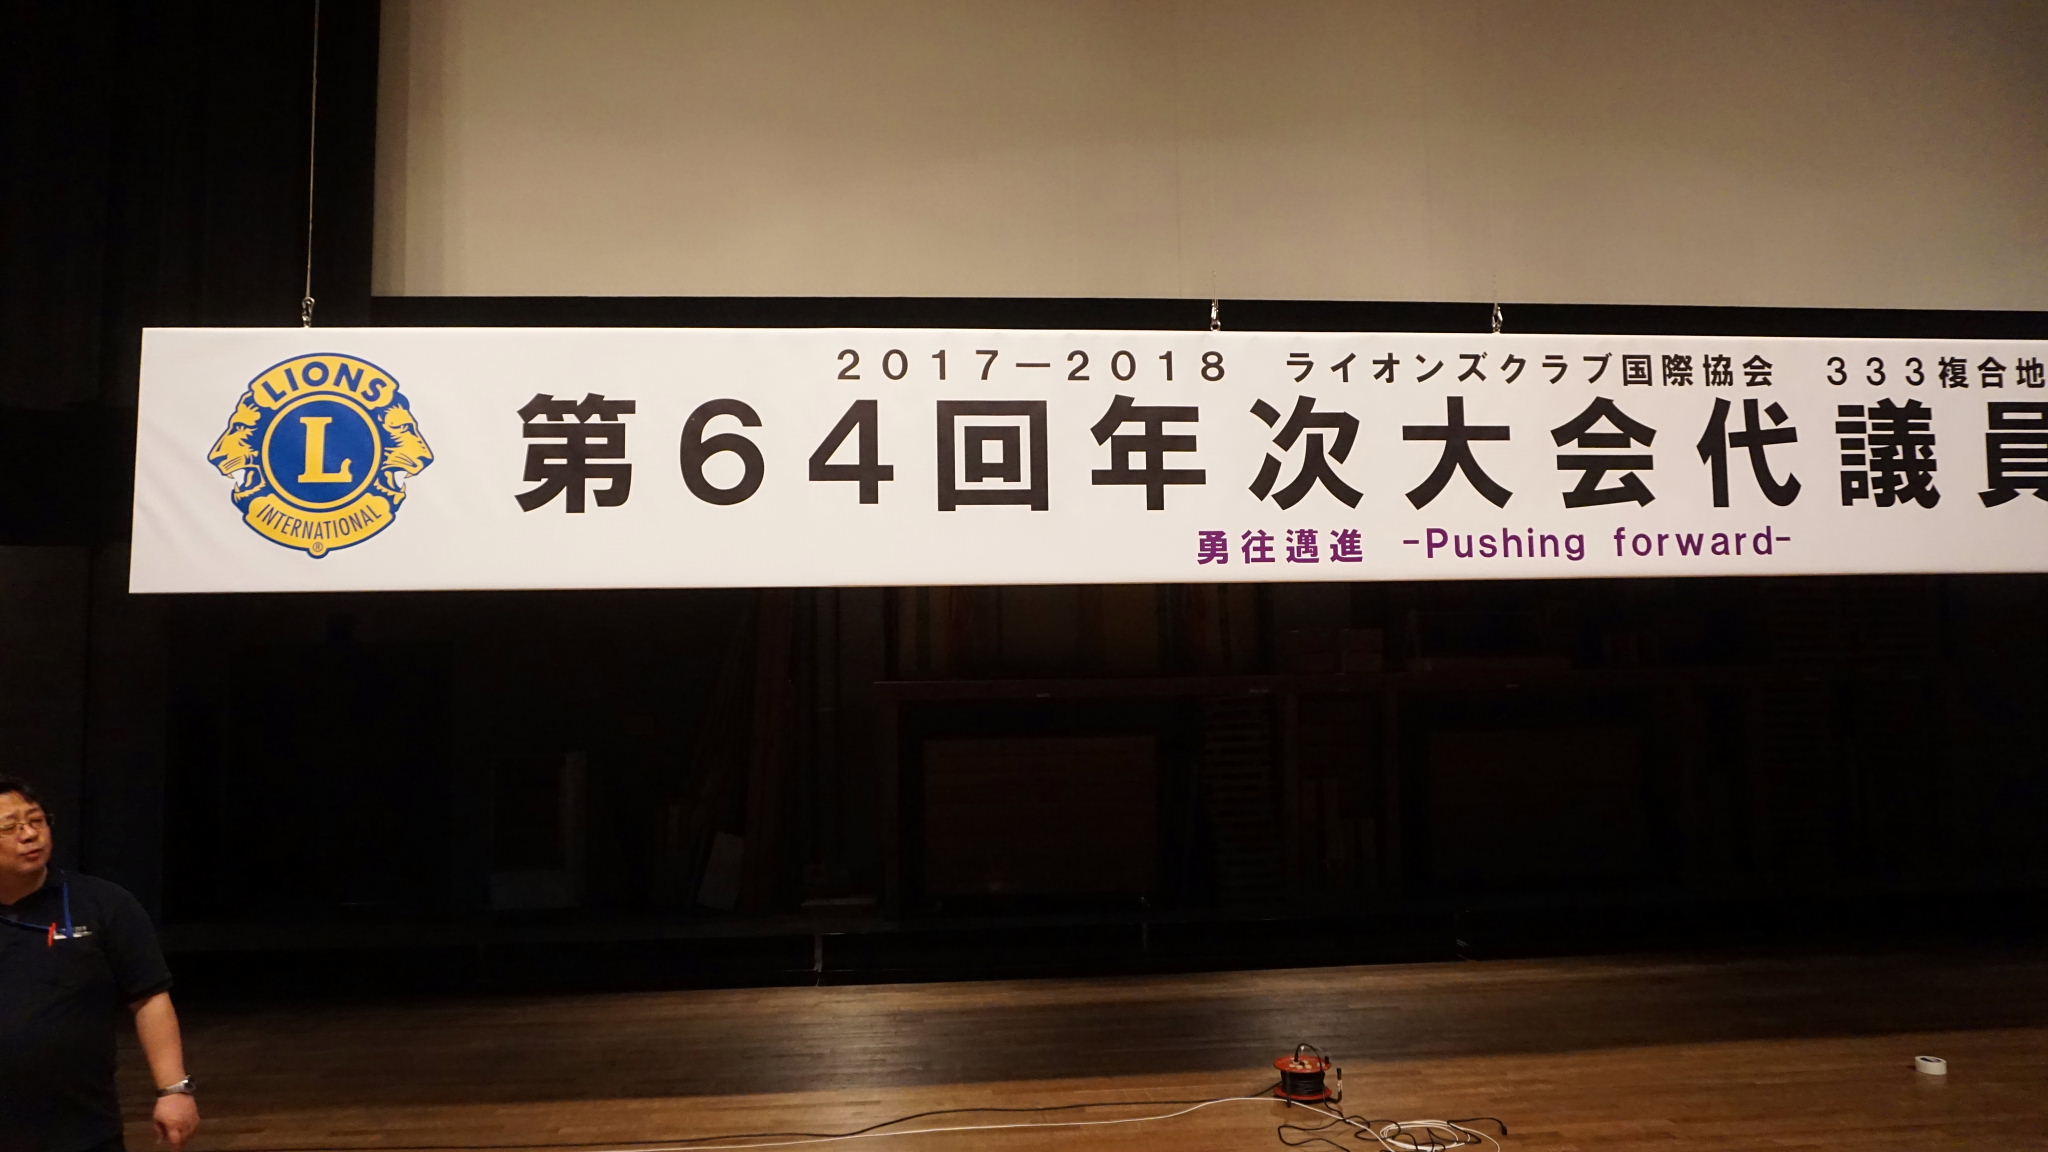 LIONS
L
INTERNATIONAL
®
２０１７－２０１８　ライオンズクラブ国際協会　３３３複合地
第６４回年次大会代議員
勇往邁進 -Pushing forward-